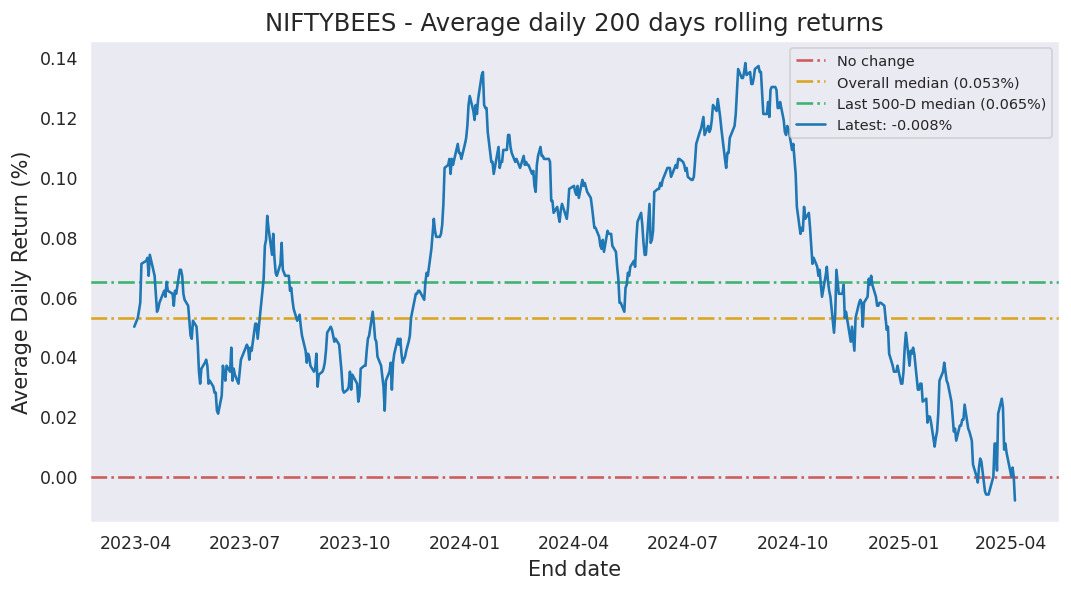 NIFTYBEES - Average daily 200 days rolling returns
No change
Overall median (0.053%)
Last 500-D median (0.065%)
Latest: -0.008%
Average Daily Return (%)
0.14
0.12
0.10
0.08
0.06
0.04
0.02
0.00
2023-04 2023-07 2023-10 2024-01 2024-04 2024-07 2024-10 2025-01 2025-04
End date